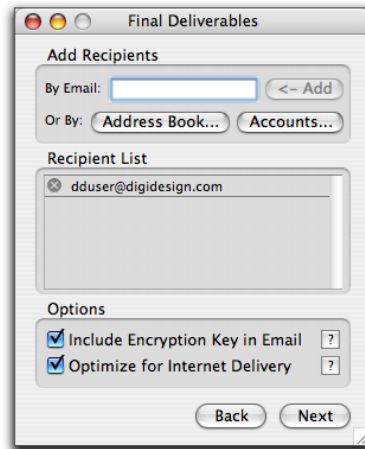 Final Deliverables
Add Recipients
By Email: <- Add
Or By: Address Book... Accounts...
Recipient List
dduser@digidesign.com
Options
Include Encryption Key in Email ?
Optimize for Internet Delivery ?
Back Next